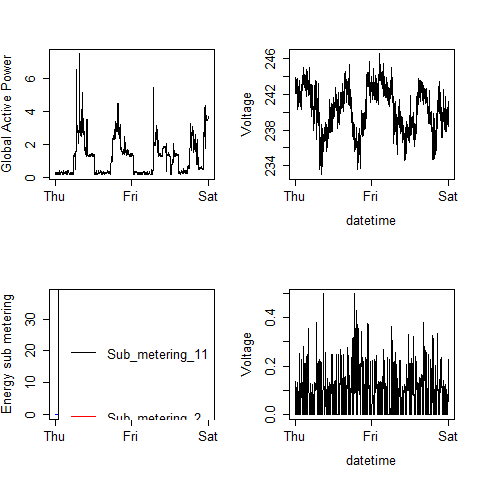 Global Active Power
0 2 4 6
Thu Fri Sat
Voltage
234 238 242 246
Thu Fri Sat
datetime
Energy sub metering
0 10 20 30
Sub_metering_11
Sub_metering_2
Thu Fri Sat
Voltage
0.0 0.2 0.4
Thu Fri Sat
datetime